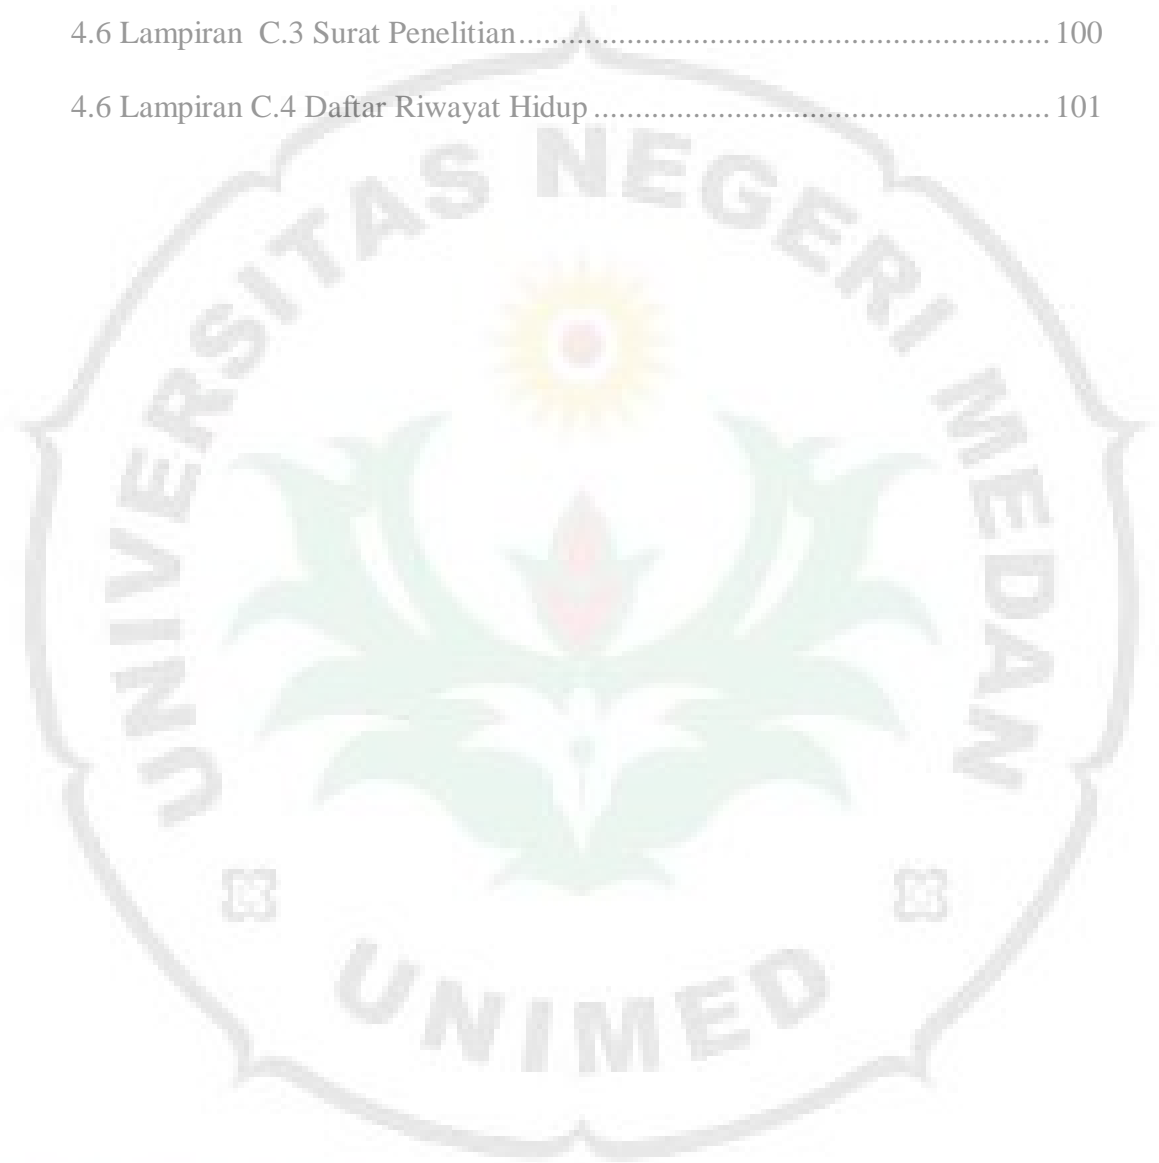 4.6 Lampiran  C.3 Surat Penelitian.................................................................. 100
4.6 Lampiran C.4 Daftar Riwayat Hidup......................................................... 101
UNIVERSITAS NEGERI MEDAN
UNIMED